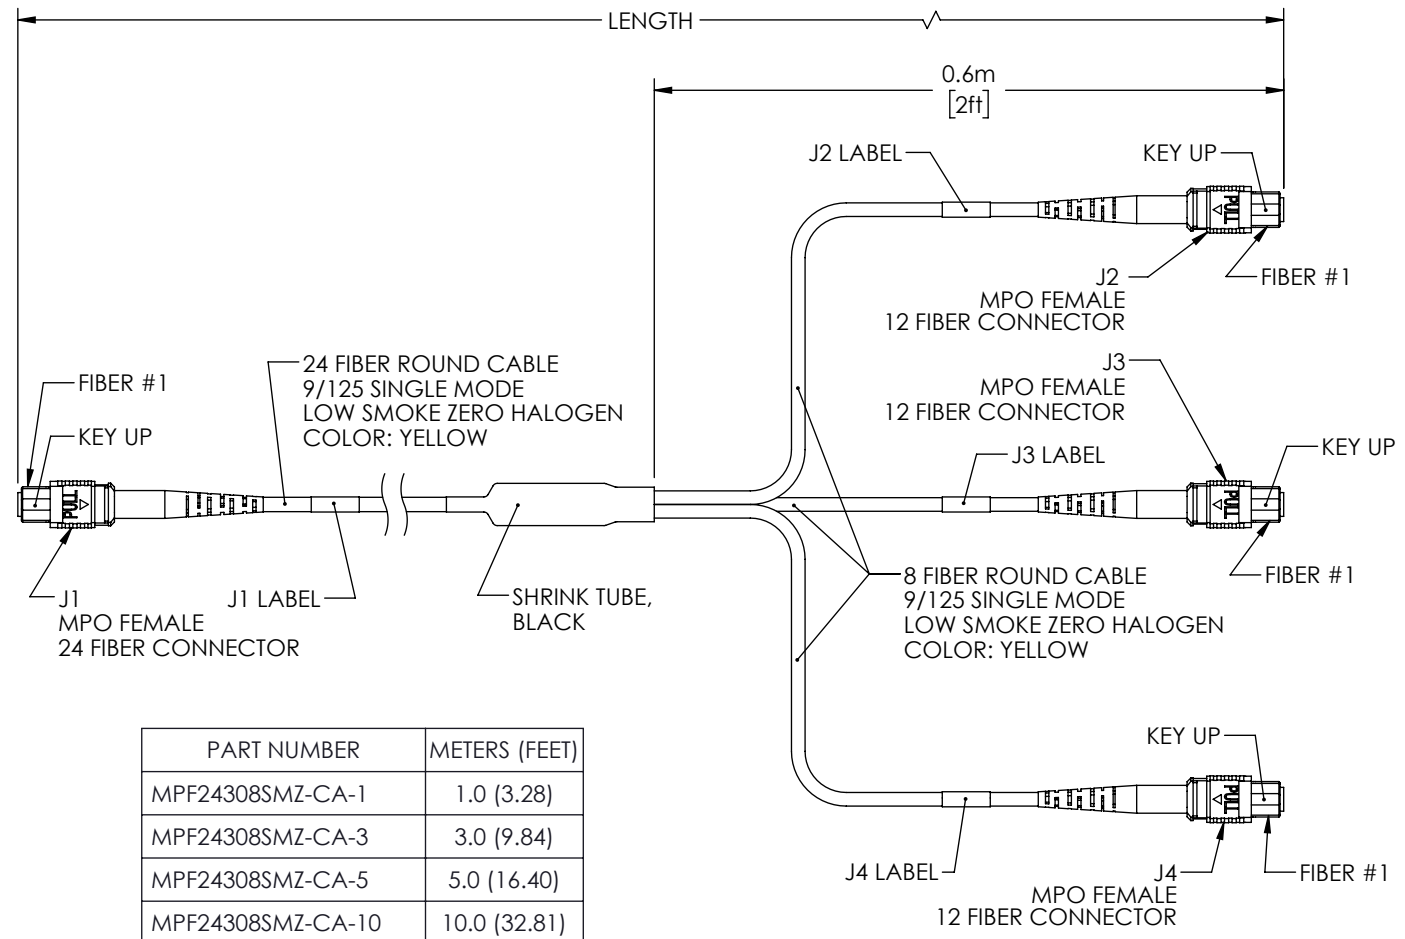 LENGTH
0.6m
[2ft]
J2 LABEL
KEY UP
PULL
J2
MPO FEMALE
12 FIBER CONNECTOR
FIBER #1
24 FIBER ROUND CABLE
9/125 SINGLE MODE
LOW SMOKE ZERO HALOGEN
COLOR: YELLOW
FIBER #1
KEY UP
PULL
J1
MPO FEMALE
24 FIBER CONNECTOR
J1 LABEL
SHRINK TUBE,
BLACK
J3
MPO FEMALE
12 FIBER CONNECTOR
J3 LABEL
KEY UP
PULL
FIBER #1
8 FIBER ROUND CABLE
9/125 SINGLE MODE
LOW SMOKE ZERO HALOGEN
COLOR: YELLOW
KEY UP
PULL
J4 LABEL
J4
MPO FEMALE
12 FIBER CONNECTOR
FIBER #1
PART NUMBER METERS (FEET)
MPF24308SMZ-CA-1 1.0 (3.28)
MPF24308SMZ-CA-3 3.0 (9.84)
MPF24308SMZ-CA-5 5.0 (16.40)
MPF24308SMZ-CA-10 10.0 (32.81)